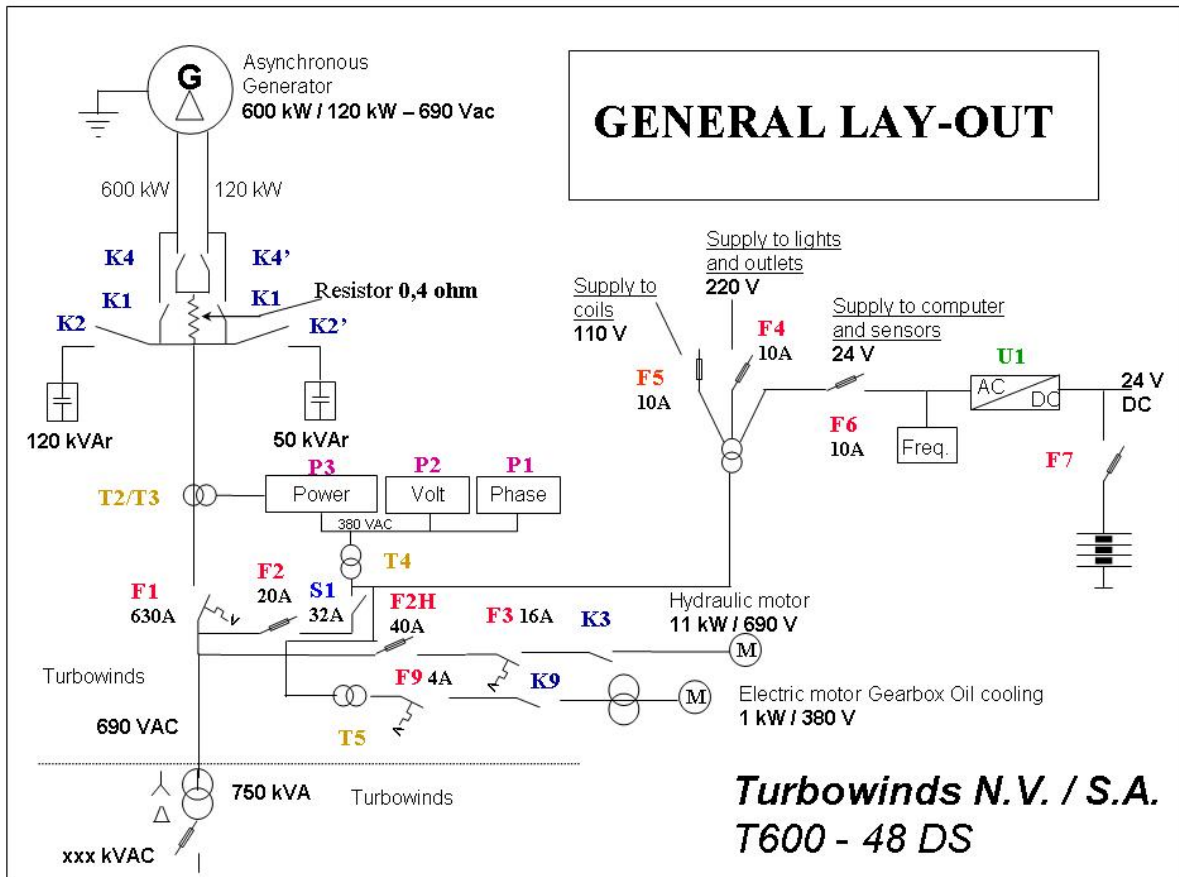 G
Asynchronous
Generator
600 kW / 120 kW – 690 Vac
GENERAL LAY-OUT
600 kW
120 kW
K4
K4’
K1
K1
Resistor 0,4 ohm
K2
K2’
120 kVAr
50 kVAr
Supply to
coils
110 V
Supply to lights
and outlets
220 V
F4
10A
F5
10A
Supply to computer
and sensors
24 V
F6
10A
U1
AC
DC
24 V
DC
Freq.
F7
P3
P2
P1
Power
Volt
Phase
T2/T3
380 VAC
T4
F1
630A
F2
20A
S1
32A
F2H
40A
F3 16A
K3
Hydraulic motor
11 kW / 690 V
M
F9 4A
K9
M
Electric motor Gearbox Oil cooling
1 kW / 380 V
T5
Turbowinds
690 VAC
750 kVA
Turbowinds
xxx kVAC
Turbowinds N.V. / S.A.
T600 - 48 DS